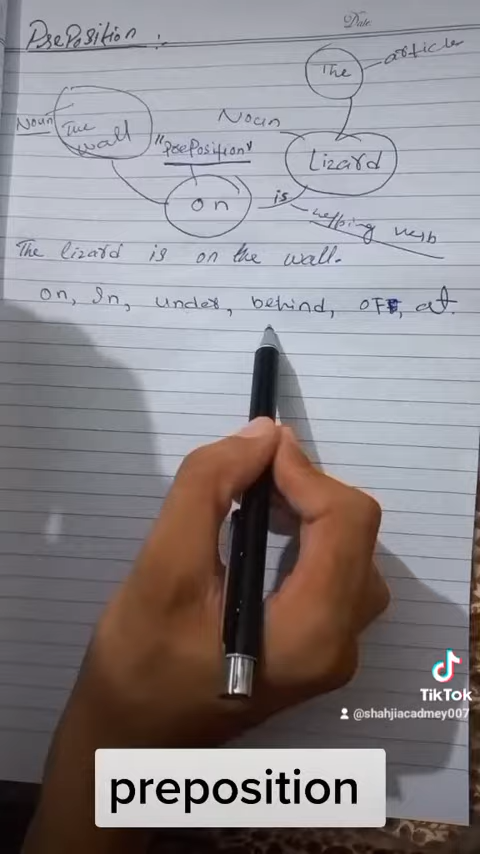 Preposition :-
Date.
The
article
Noun
The wall
Noun
"Preposition"
Lizard
on
is
helping verb
The lizard is on the wall.
on, In, under, behind, OF, at.
TikTok
@shahjiacadmey007
preposition